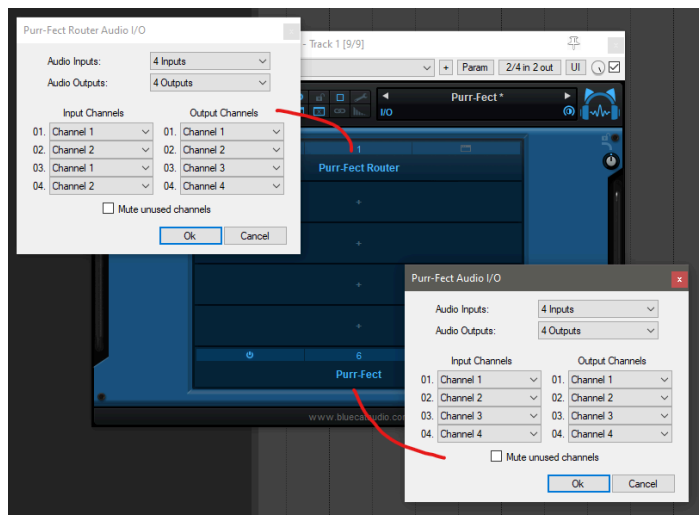 Purr-Fect Router Audio I/O
Audio Inputs: 4 Inputs
Audio Outputs: 4 Outputs
Input Channels Output Channels
01. Channel 1 01. Channel 1
02. Channel 2 02. Channel 2
03. Channel 1 03. Channel 3
04. Channel 2 04. Channel 4
Mute unused channels
Ok Cancel
- Track 1 [9/9]
+ Param 2/4 in 2 out UI
Purr-Fect *
I/O
1
Purr-Fect Router
+
+
+
+
6
Purr-Fect
www.bluecataudio.com
Purr-Fect Audio I/O
x
Audio Inputs: 4 Inputs
Audio Outputs: 4 Outputs
Input Channels Output Channels
01. Channel 1 01. Channel 1
02. Channel 2 02. Channel 2
03. Channel 3 03. Channel 3
04. Channel 4 04. Channel 4
Mute unused channels
Ok Cancel